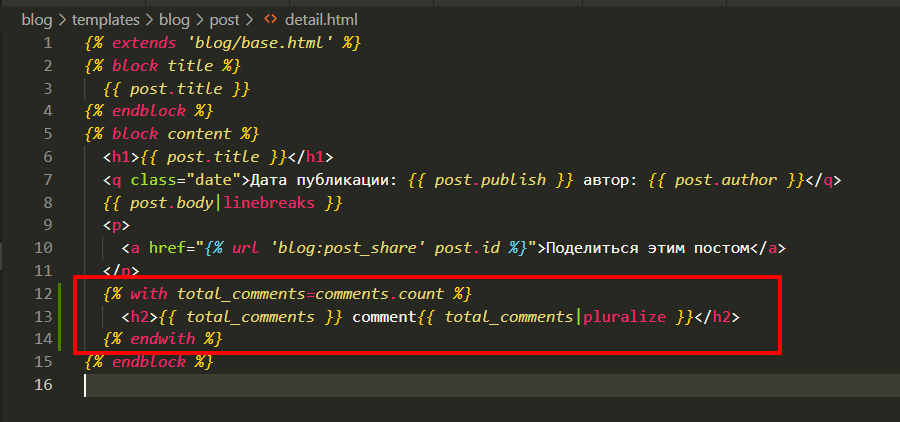 blog > templates > blog > post > <> detail.html
1 {% extends 'blog/base.html' %}
2 {% block title %}
3 {{ post.title }}
4 {% endblock %}
5 {% block content %}
6 <h1>{{ post.title }}</h1>
7 <q class="date">Дата публикации: {{ post.publish }} автор: {{ post.author }}</q>
8 {{ post.body|linebreaks }}
9 <p>
10 <a href="{% url 'blog:post_share' post.id %}">Поделиться этим постом</a>
11 </p>
12 {% with total_comments=comments.count %}
13 <h2>{{ total_comments }} comment{{ total_comments|pluralize }}</h2>
14 {% endwith %}
15 {% endblock %}
16